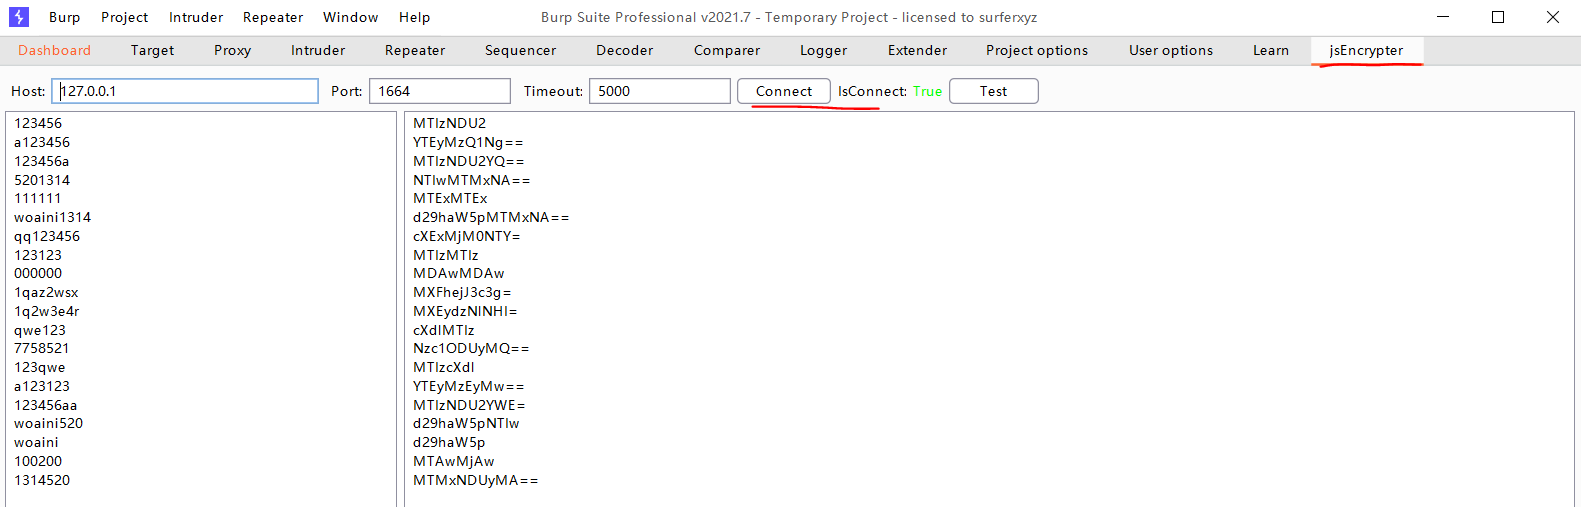 Burp Project Intruder Repeater Window Help Burp Suite Professional v2021.7 - Temporary Project - licensed to surferxyz
Dashboard Target Proxy Intruder Repeater Sequencer Decoder Comparer Logger Extender Project options User options Learn jsEncrypter
Host: 127.0.0.1 Port: 1664 Timeout: 5000 Connect IsConnect: True Test
123456 MTIzNDU2
a123456 YTEyMzQ1Ng==
123456a MTIzNDU2YQ==
5201314 NTIwMTMxNA==
111111 MTExMTEx
woaini1314 d29haW5pMTMxNA==
qq123456 cXExMjM0NTY=
123123 MTIzMTIz
000000 MDAwMDAw
1qaz2wsx MXFhejJ3c3g=
1q2w3e4r MXEydzNlNHI=
qwe123 cXdlMTIz
7758521 Nzc1ODUyMQ==
123qwe MTIzcXdl
a123123 YTEyMzEyMw==
123456aa MTIzNDU2YWE=
woaini520 d29haW5pNTIw
woaini d29haW5p
100200 MTAwMjAw
1314520 MTMxNDUyMA==